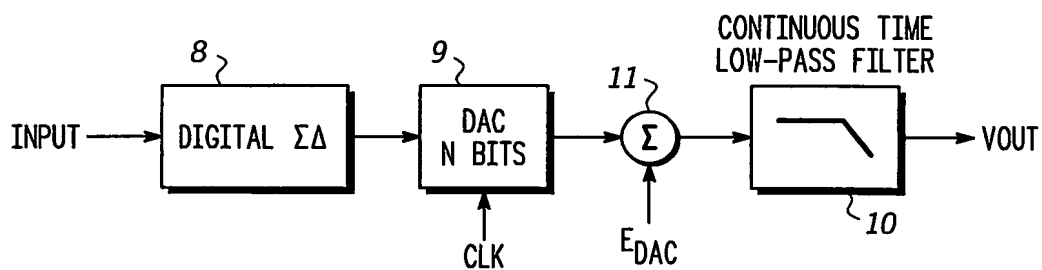 CONTINUOUS TIME
LOW-PASS FILTER
8
9
11
INPUT
DIGITAL ΣΔ
DAC
N BITS
Σ
VOUT
10
CLK
EDAC